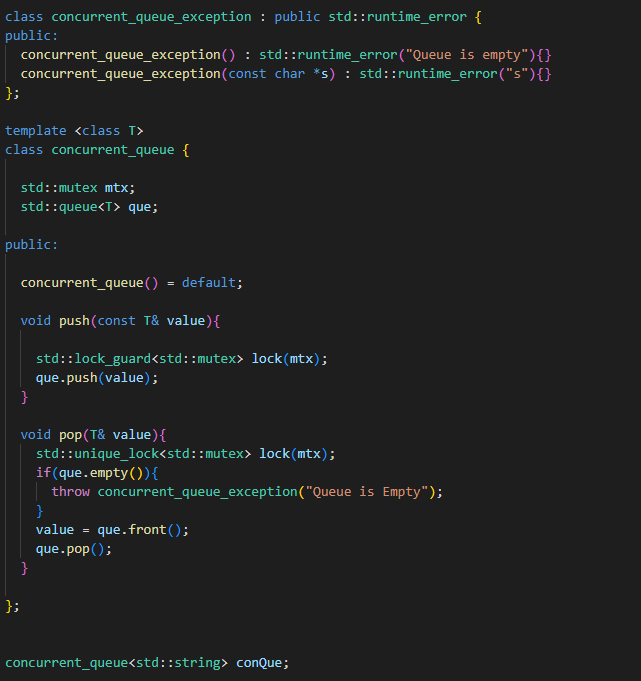 class concurrent_queue_exception : public std::runtime_error {
public:
  concurrent_queue_exception() : std::runtime_error("Queue is empty"){}
  concurrent_queue_exception(const char *s) : std::runtime_error("s"){}
};
template <class T>
class concurrent_queue {
  std::mutex mtx;
  std::queue<T> que;
public:
  concurrent_queue() = default;
  void push(const T& value){
    std::lock_guard<std::mutex> lock(mtx);
    que.push(value);
  }
  void pop(T& value){
    std::unique_lock<std::mutex> lock(mtx);
    if(que.empty()){
      throw concurrent_queue_exception("Queue is Empty");
    }
    value = que.front();
    que.pop();
  }
};
concurrent_queue<std::string> conQue;